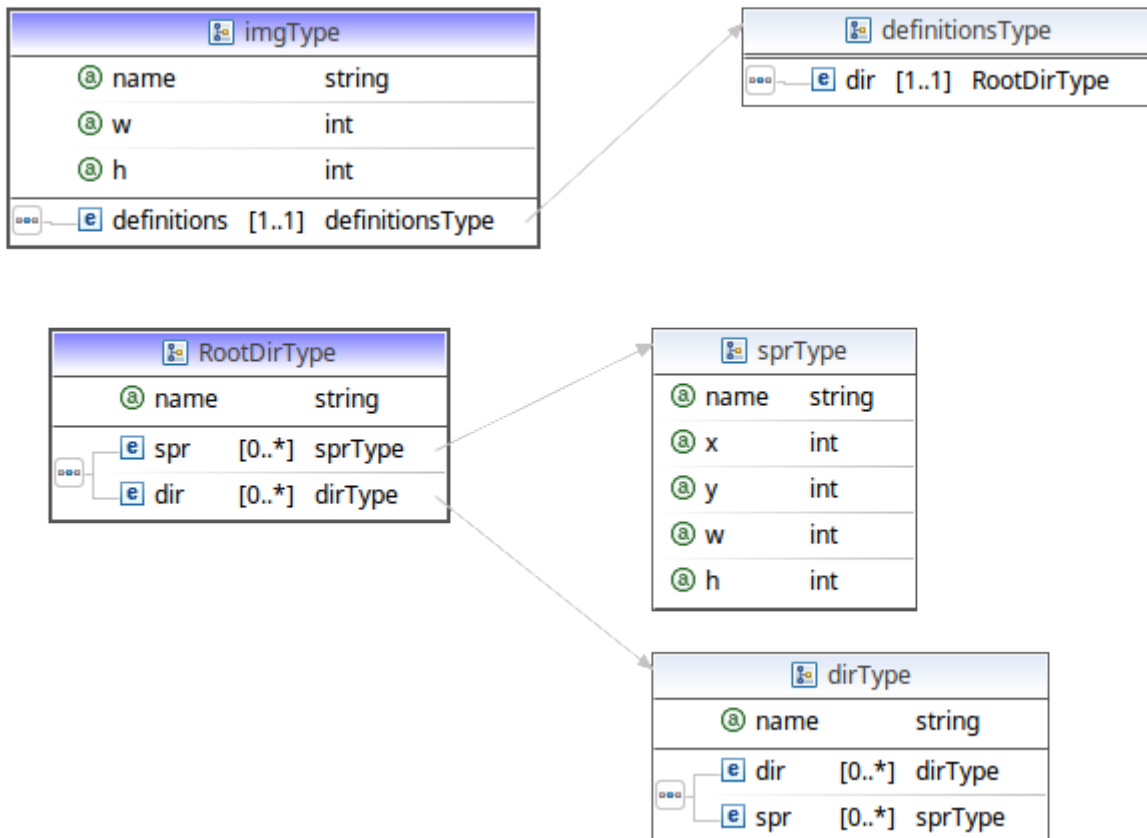 imgType
ⓐ name string
ⓐ w int
ⓐ h int
e definitions [1..1] definitionsType
definitionsType
e dir [1..1] RootDirType
RootDirType
ⓐ name string
e spr [0..*] sprType
e dir [0..*] dirType
sprType
ⓐ name string
ⓐ x int
ⓐ y int
ⓐ w int
ⓐ h int
dirType
ⓐ name string
e dir [0..*] dirType
e spr [0..*] sprType